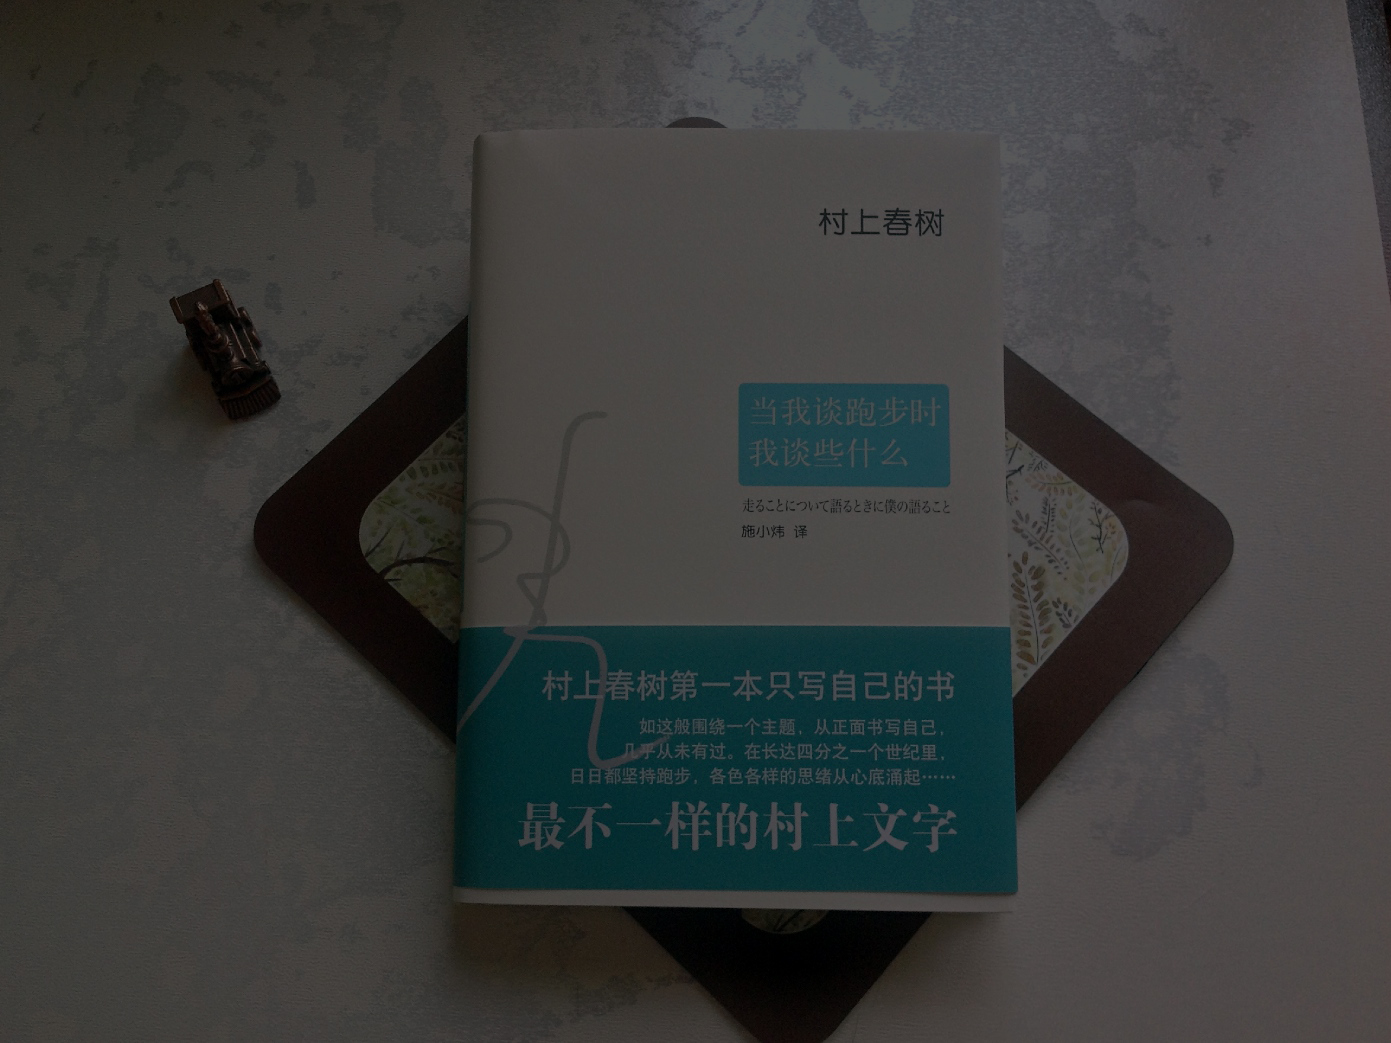 村上春树
当我谈跑步时
我谈些什么
走ることについて語るときに僕の語ること
施小炜 译
村上春树第一本只写自己的书
如这般围绕一个主题，从正面书写自己，
几乎从未有过。在长达四分之一个世纪里，
日日都坚持跑步，各色各样的思绪从心底涌起……
最不一样的村上文字